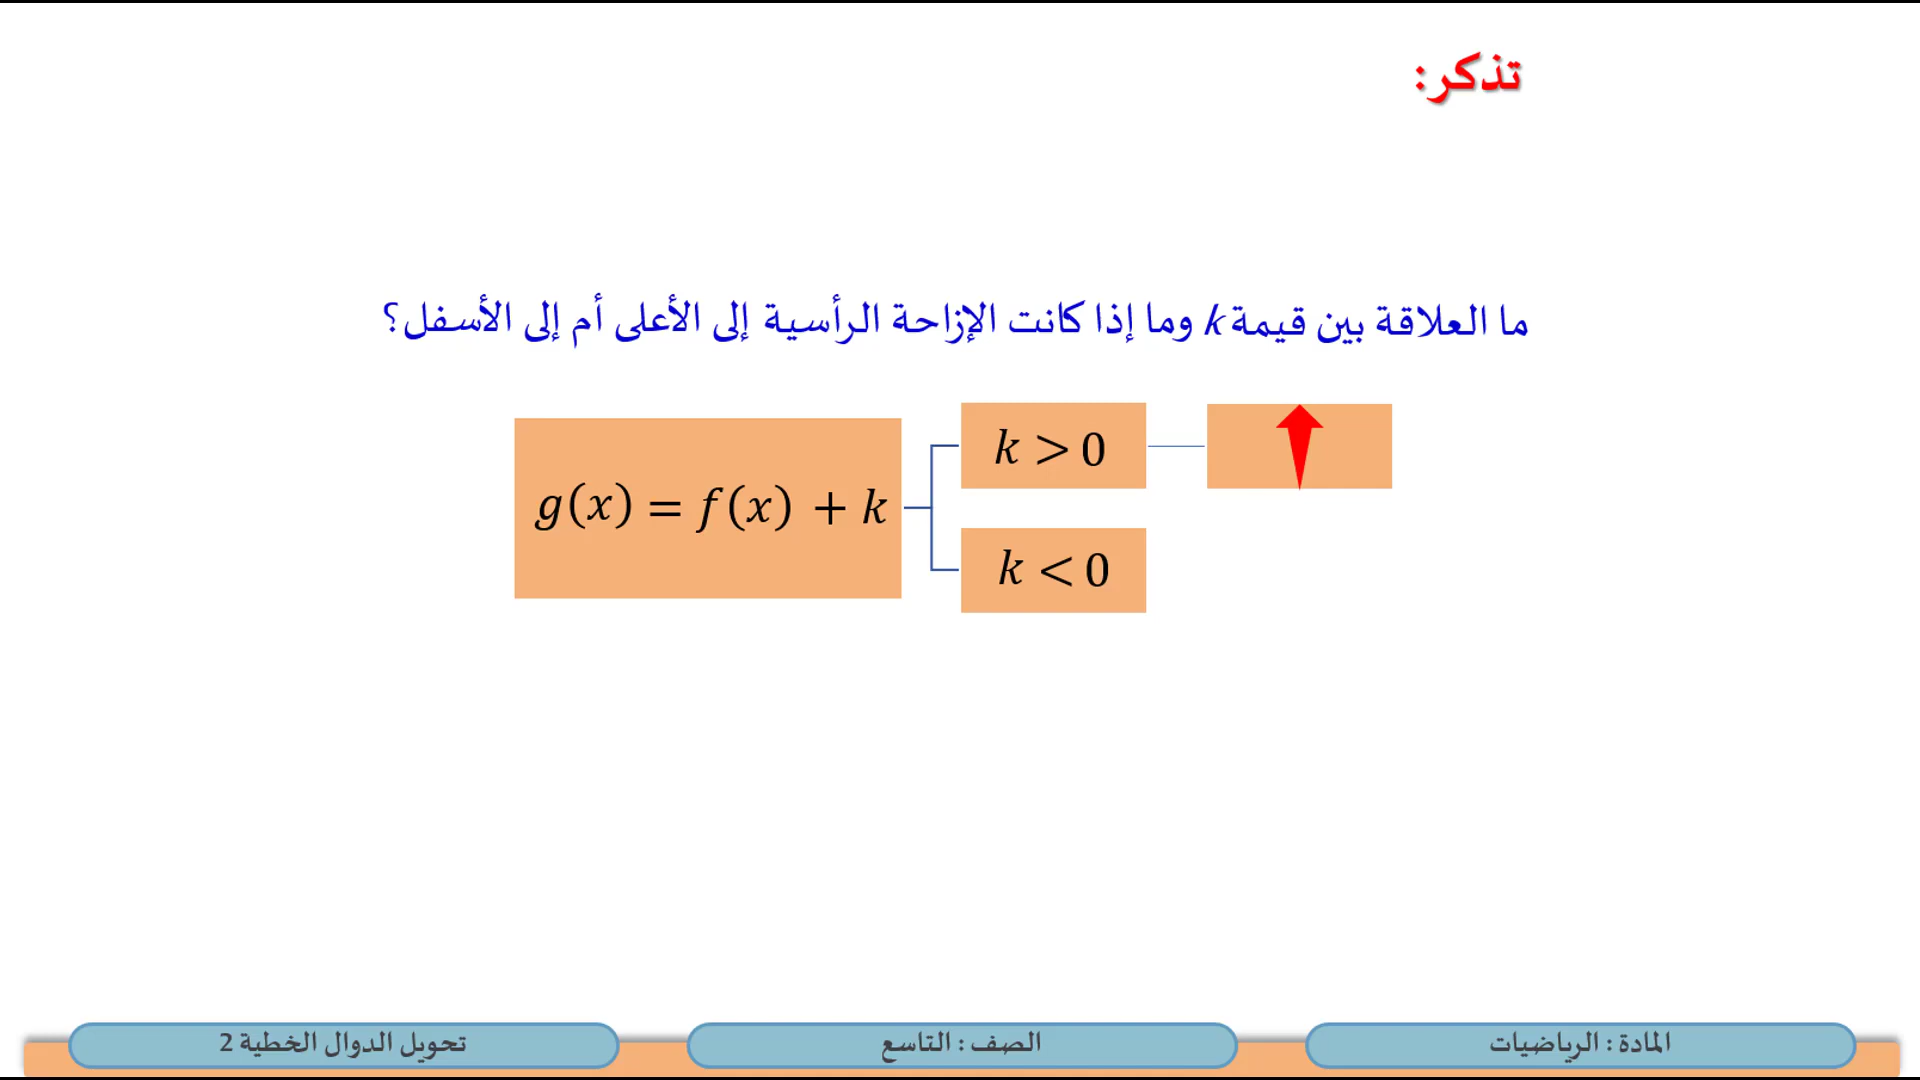 تذكر:
ما العلاقة بين قيمة k وما إذا كانت الإزاحة الرأسية إلى الأعلى أم إلى الأسفل؟
g(x) = f(x) + k
k > 0
k < 0
المادة : الرياضيات
الصف : التاسع
تحويل الدوال الخطية 2